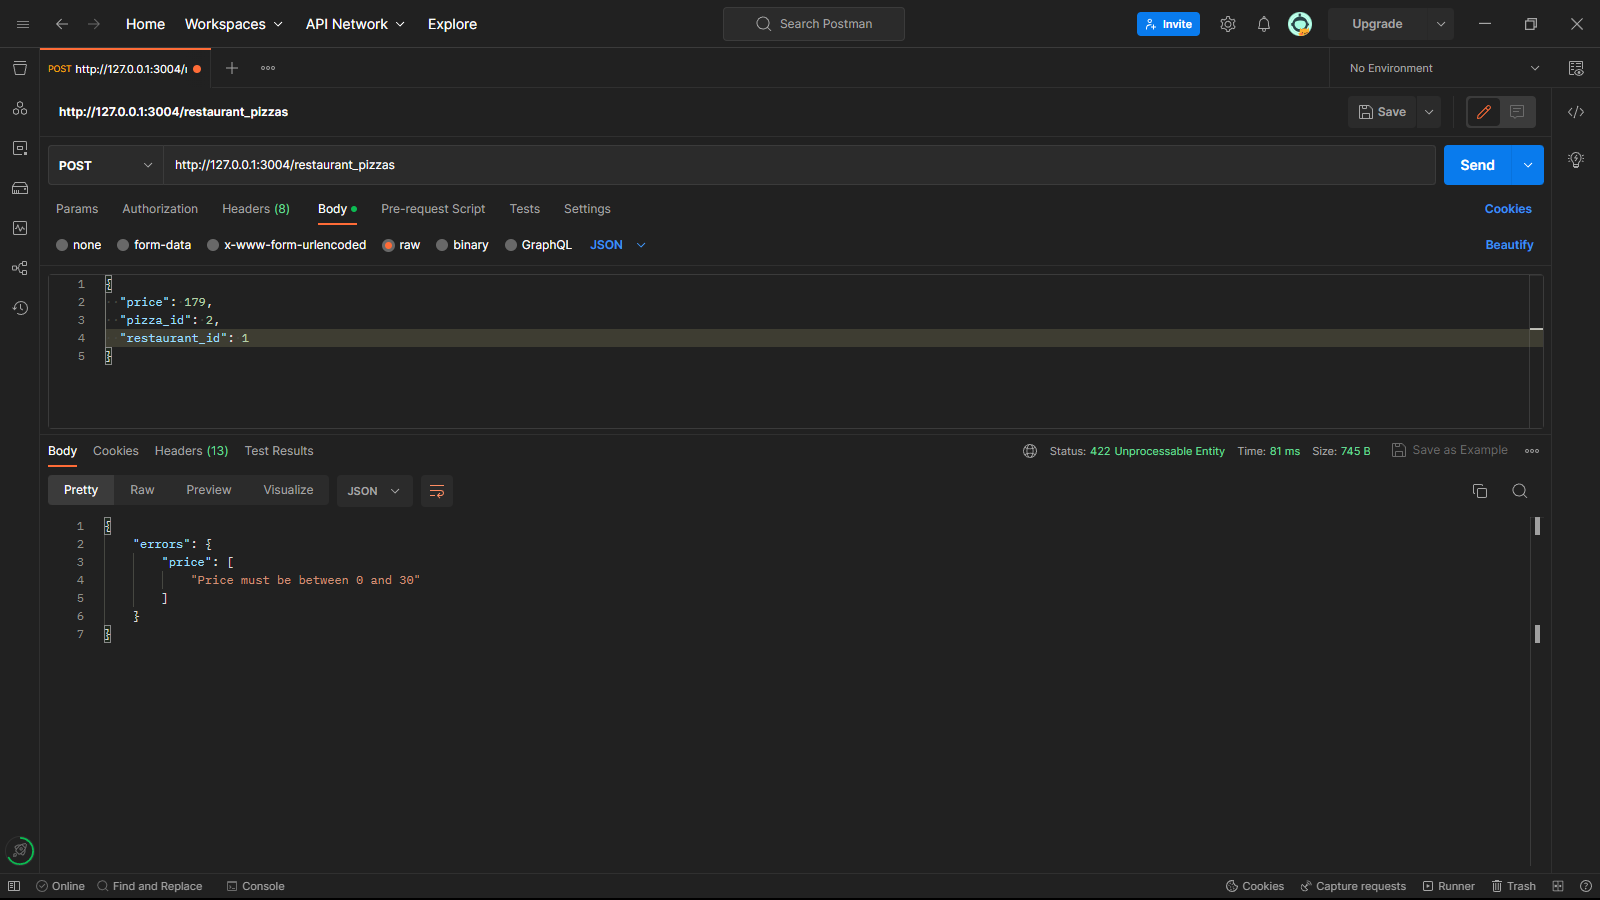 Home Workspaces API Network Explore Search Postman Invite Upgrade
POST http://127.0.0.1:3004/r No Environment
http://127.0.0.1:3004/restaurant_pizzas Save
POST http://127.0.0.1:3004/restaurant_pizzas Send
Params Authorization Headers (8) Body Pre-request Script Tests Settings Cookies
none form-data x-www-form-urlencoded raw binary GraphQL JSON Beautify
1 {
2 "price": 179,
3 "pizza_id": 2,
4 "restaurant_id": 1
5 }
Body Cookies Headers (13) Test Results Status: 422 Unprocessable Entity Time: 81 ms Size: 745 B Save as Example
Pretty Raw Preview Visualize JSON
1 {
2 "errors": {
3 "price": [
4 "Price must be between 0 and 30"
5 ]
6 }
7 }
Online Find and Replace Console Cookies Capture requests Runner Trash